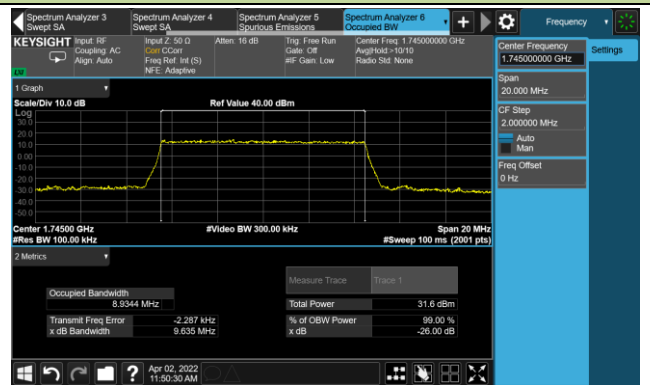 Spectrum Analyzer 3
Swept SA
Spectrum Analyzer 4
Swept SA
Spectrum Analyzer 5
Spurious Emissions
Spectrum Analyzer 6
Occupied BW
Frequency
KEYSIGHT
Input: RF
Coupling: AC
Align: Auto
Input Z: 50 Ω
Corr CCorr
Freq Ref: Int (S)
NFE: Adaptive
Atten: 16 dB
Trig: Free Run
Gate: Off
#IF Gain: Low
Center Freq: 1.745000000 GHz
Avg|Hold:>10/10
Radio Std: None
Center Frequency
1.745000000 GHz
Settings
Span
20.000 MHz
CF Step
2.000000 MHz
Auto
Man
Freq Offset
0 Hz
1 Graph
Scale/Div 10.0 dB
Ref Value 40.00 dBm
Log
30.0
20.0
10.0
0.00
-10.0
-20.0
-30.0
-40.0
-50.0
Center 1.74500 GHz
#Video BW 300.00 kHz
Span 20 MHz
#Res BW 100.00 kHz
#Sweep 100 ms (2001 pts)
2 Metrics
Measure Trace
Trace 1
Occupied Bandwidth
8.9344 MHz
Total Power
31.6 dBm
Transmit Freq Error
-2.287 kHz
% of OBW Power
99.00 %
x dB Bandwidth
9.635 MHz
x dB
-26.00 dB
Apr 02, 2022
11:50:30 AM